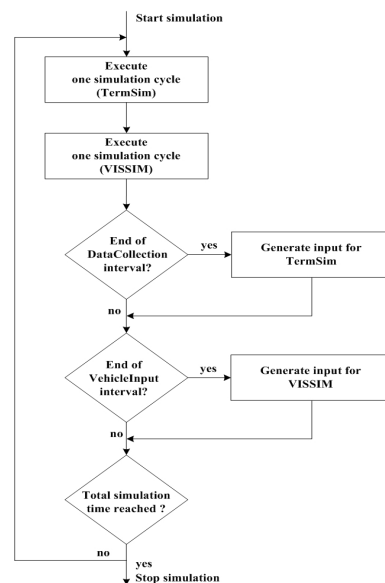 Start simulation
Execute
one simulation cycle
(TermSim)
Execute
one simulation cycle
(VISSIM)
End of
DataCollection
interval?
yes
Generate input for
TermSim
no
End of
VehicleInput
interval?
yes
Generate input for
VISSIM
no
Total simulation
time reached ?
no
yes
Stop simulation